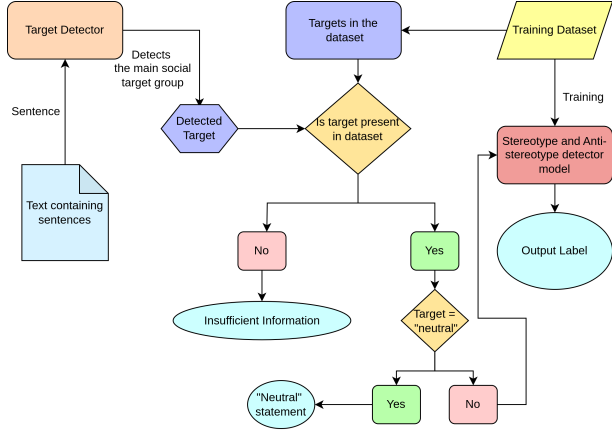 Target Detector
Targets in the
dataset
Training Dataset
Detects
the main social
target group
Sentence
Training
Detected
Target
Is target present
in dataset
Stereotype and Anti-
stereotype detector
model
Text containing
sentences
No
Yes
Output Label
Insufficient Information
Target =
"neutral"
"Neutral"
statement
Yes
No